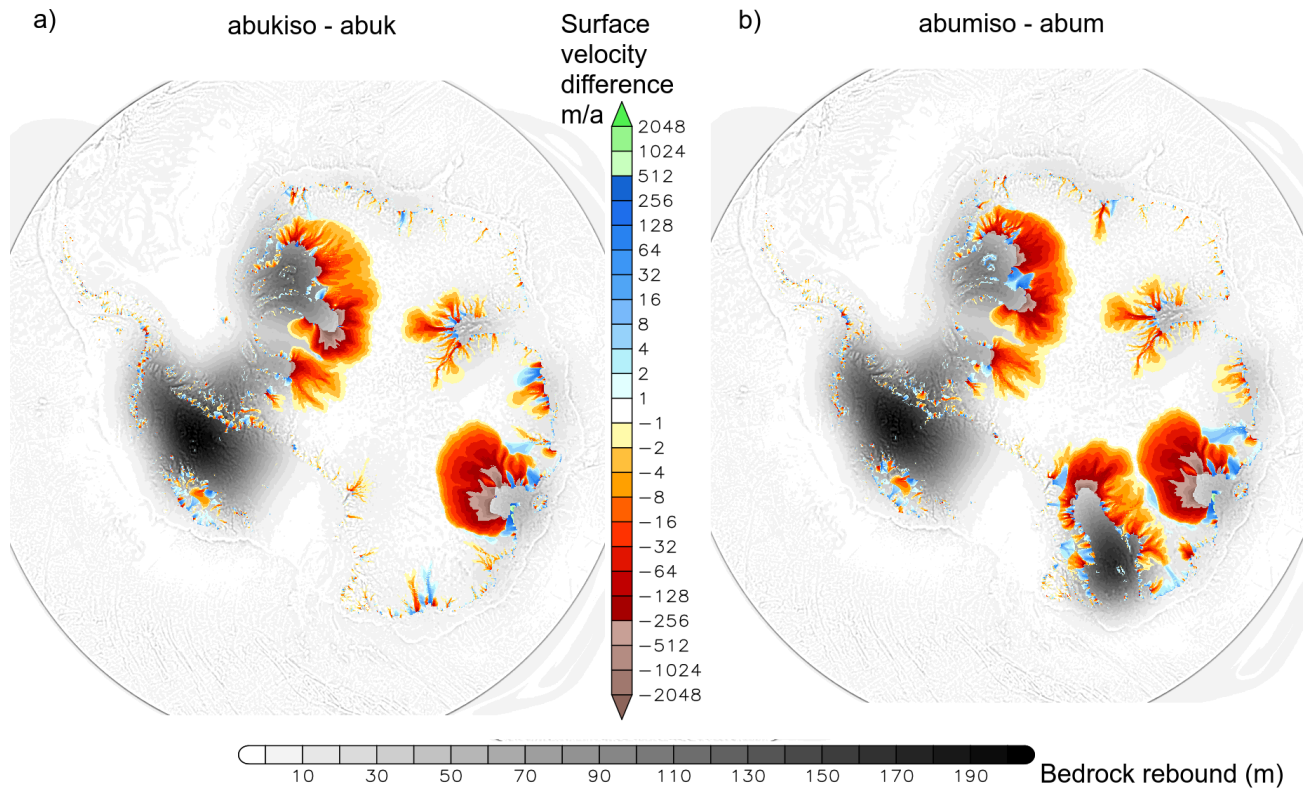 a)
abukiso - abuk
Surface
velocity
difference
m/a
b)
abumiso - abum
2048
1024
512
256
128
64
32
16
8
4
2
1
−1
−2
−4
−8
−16
−32
−64
−128
−256
−512
−1024
−2048
10 30 50 70 90 110 130 150 170 190
Bedrock rebound (m)